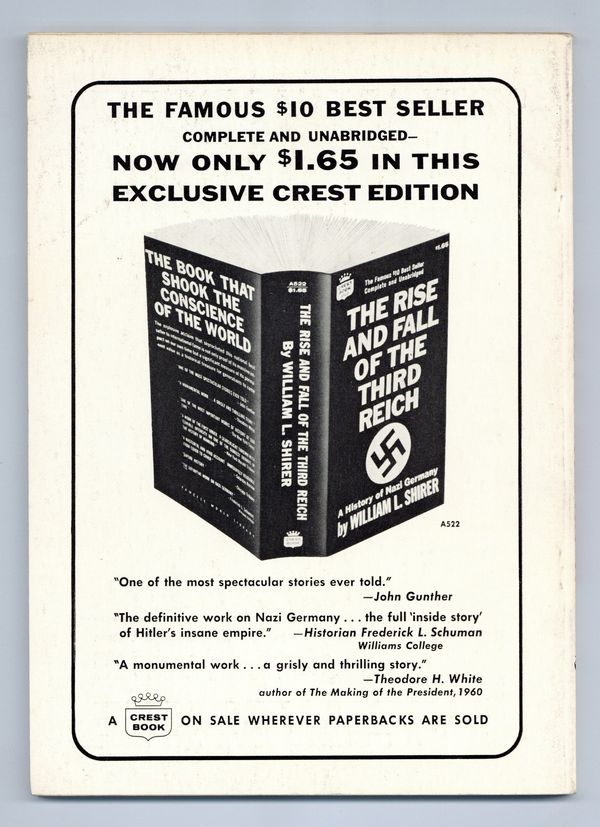 THE FAMOUS $10 BEST SELLER
COMPLETE AND UNABRIDGED—
NOW ONLY $1.65 IN THIS
EXCLUSIVE CREST EDITION
THE BOOK THAT
SHOOK THE
CONSCIENCE
OF THE WORLD
A522
$1.65
THE RISE AND FALL OF THE THIRD REICH
By WILLIAM L. SHIRER
CREST
BOOK
$1.65
CREST
BOOK
The Famous $10 Best Seller
Complete and Unabridged
THE RISE
AND FALL
OF THE
THIRD
REICH
A History of Nazi Germany
by WILLIAM L. SHIRER
A522
"One of the most spectacular stories ever told."
—John Gunther
"The definitive work on Nazi Germany . . . the full 'inside story'
of Hitler's insane empire." —Historian Frederick L. Schuman
Williams College
"A monumental work . . . a grisly and thrilling story."
—Theodore H. White
author of The Making of the President, 1960
A CREST BOOK ON SALE WHEREVER PAPERBACKS ARE SOLD